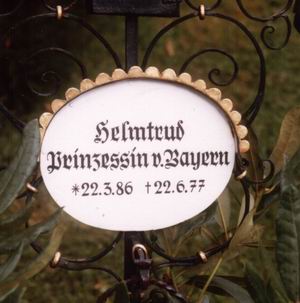 Helmtrud
Prinzessin v. Bayern
*22.3.86 †22.6.77